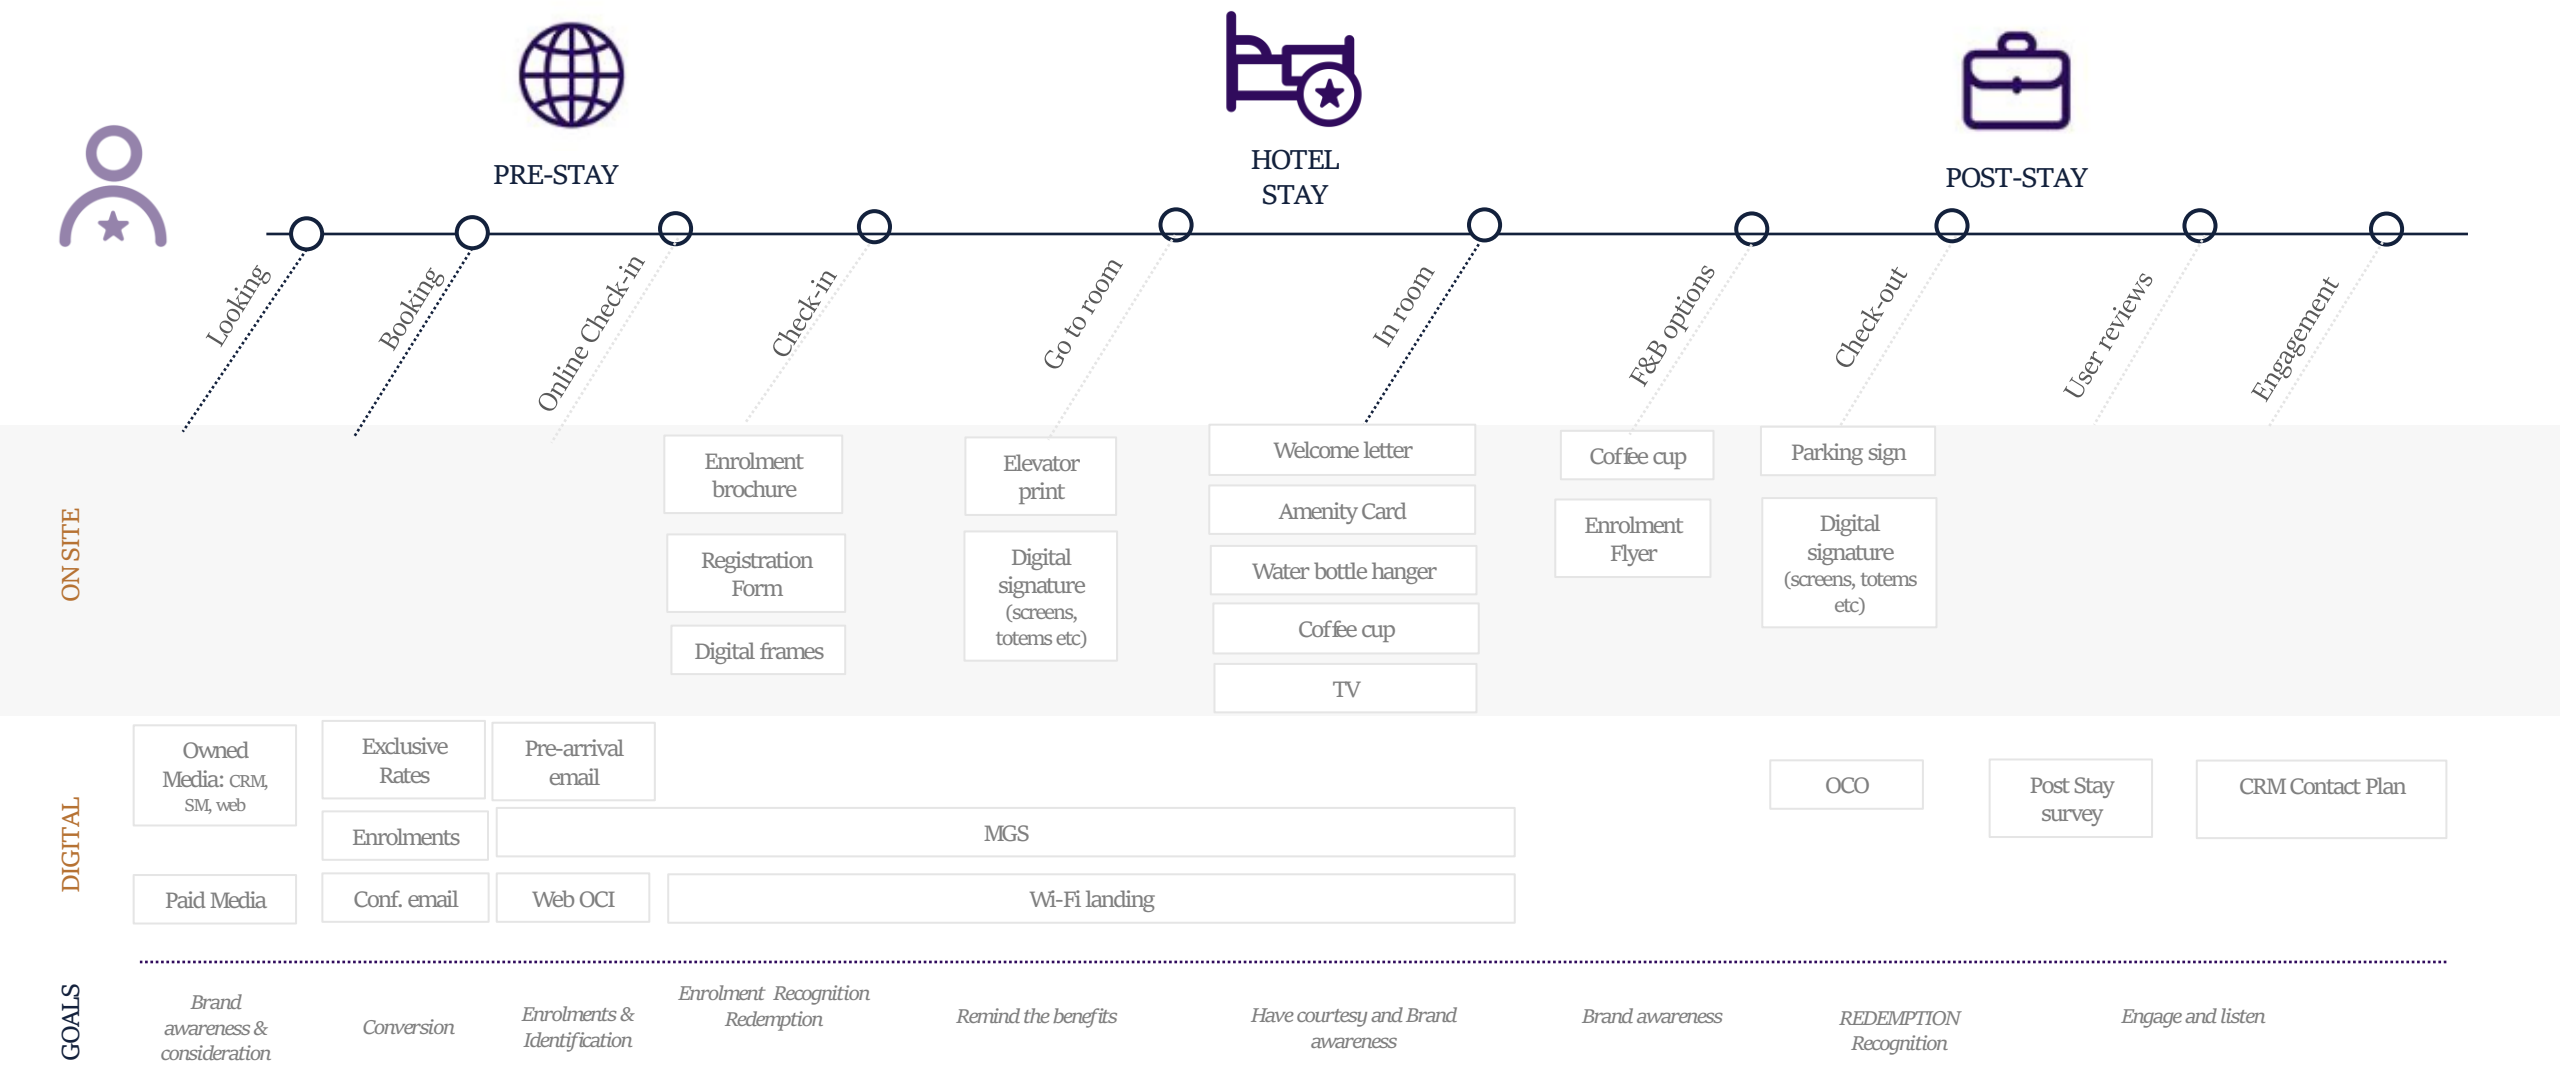 PRE-STAY
HOTEL
STAY
POST-STAY
Looking
Booking
Online Check-in
Check-in
Go to room
In room
F&B options
Check-out
User reviews
Engagement
ON SITE
Enrolment
brochure
Registration
Form
Digital frames
Elevator
print
Digital
signature
(screens,
totems etc)
Welcome letter
Amenity Card
Water bottle hanger
Coffee cup
TV
Coffee cup
Enrolment
Flyer
Parking sign
Digital
signature
(screens, totems
etc)
DIGITAL
Owned
Media: CRM,
SM, web
Paid Media
Exclusive
Rates
Enrolments
Conf. email
Pre-arrival
email
MGS
Web OCI
Wi-Fi landing
OCO
Post Stay
survey
CRM Contact Plan
GOALS
Brand
awareness &
consideration
Conversion
Enrolments &
Identification
Enrolment Recognition
Redemption
Remind the benefits
Have courtesy and Brand
awareness
Brand awareness
REDEMPTION
Recognition
Engage and listen